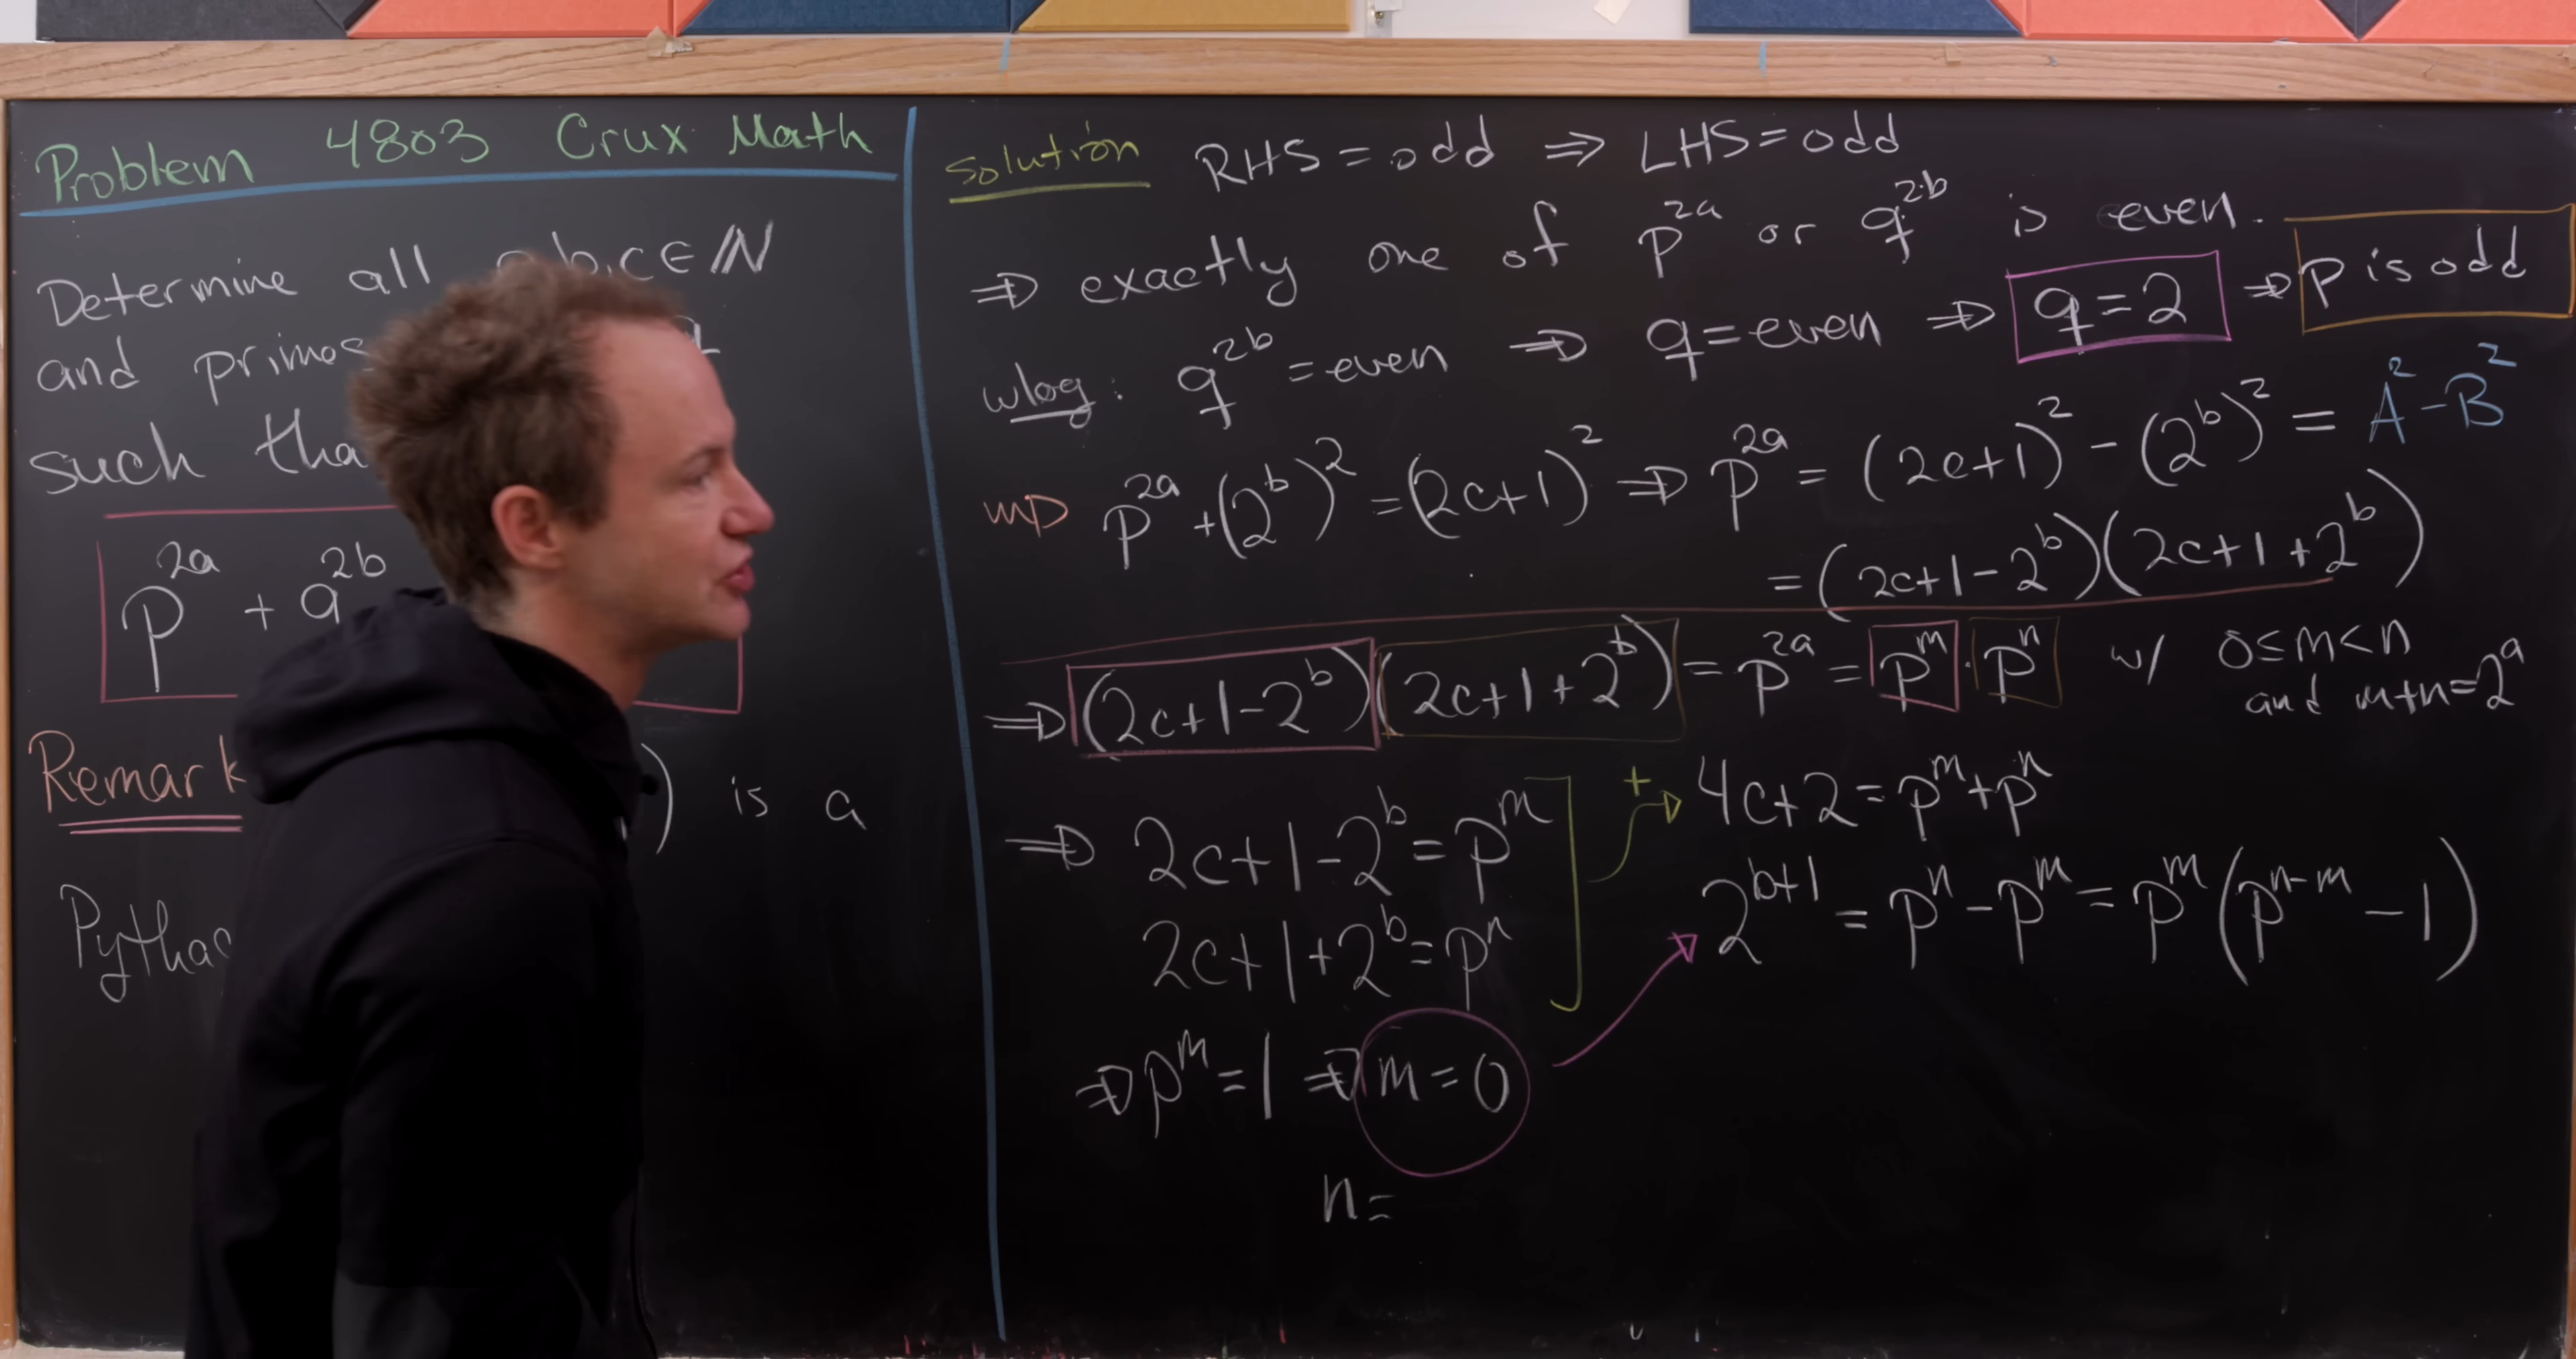 Problem 4803 Crux Math
Determine all a,b,c∈ℕ
and primes
such tha
p^{2a} + q^{2b}
Remark
) is a
Pythag
Solution RHS = odd ⇒ LHS = odd
⇒ exactly one of p^{2a} or q^{2b} is even.
wlog: q^{2b} = even ⇒ q = even ⇒ q = 2 ⇒ p is odd
⇝ p^{2a} + (2^b)^2 = (2c+1)^2 ⇒ p^{2a} = (2c+1)^2 - (2^b)^2 = A^2 - B^2
= (2c+1-2^b)(2c+1+2^b)
⇒ (2c+1-2^b)(2c+1+2^b) = p^{2a} = p^m · p^n w/ 0≤m<n
and m+n=2^a
⇒ 2c+1-2^b = p^m
2c+1+2^b = p^n
+ → 4c+2 = p^m + p^n
2^{b+1} = p^n - p^m = p^m (p^{n-m} - 1)
⇒ p^m = 1 ⇒ m = 0
n =